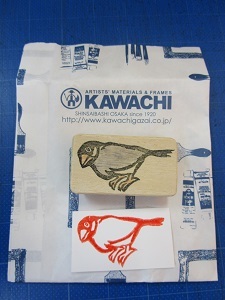 ARTISTS' MATERIALS & FRAMES
KAWACHI
SHINSAIBASHI OSAKA since 1920
http://www.kawachigazai.co.jp/